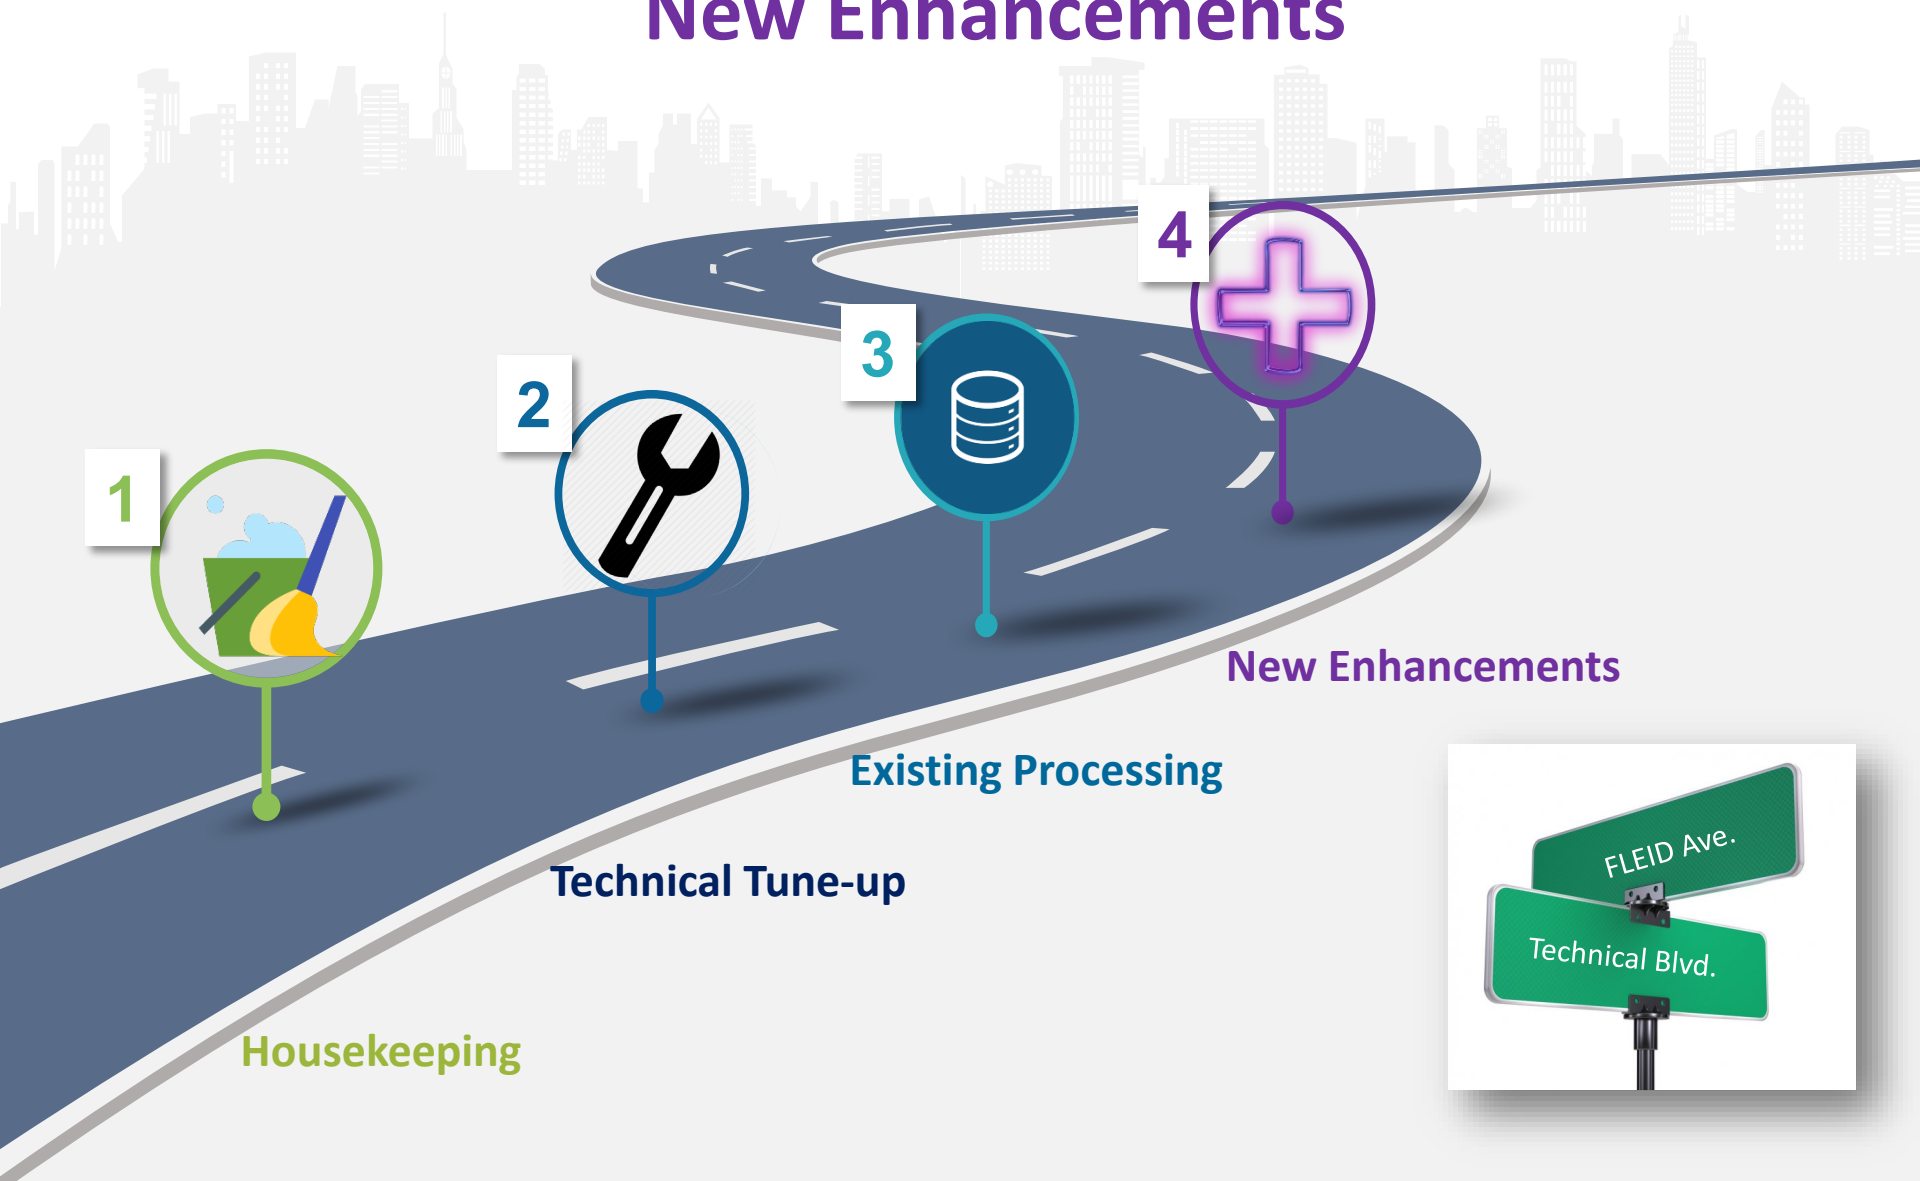 New Enhancements
4
3
2
1
New Enhancements
Existing Processing
Technical Tune-up
Housekeeping
FLEID Ave.
Technical Blvd.